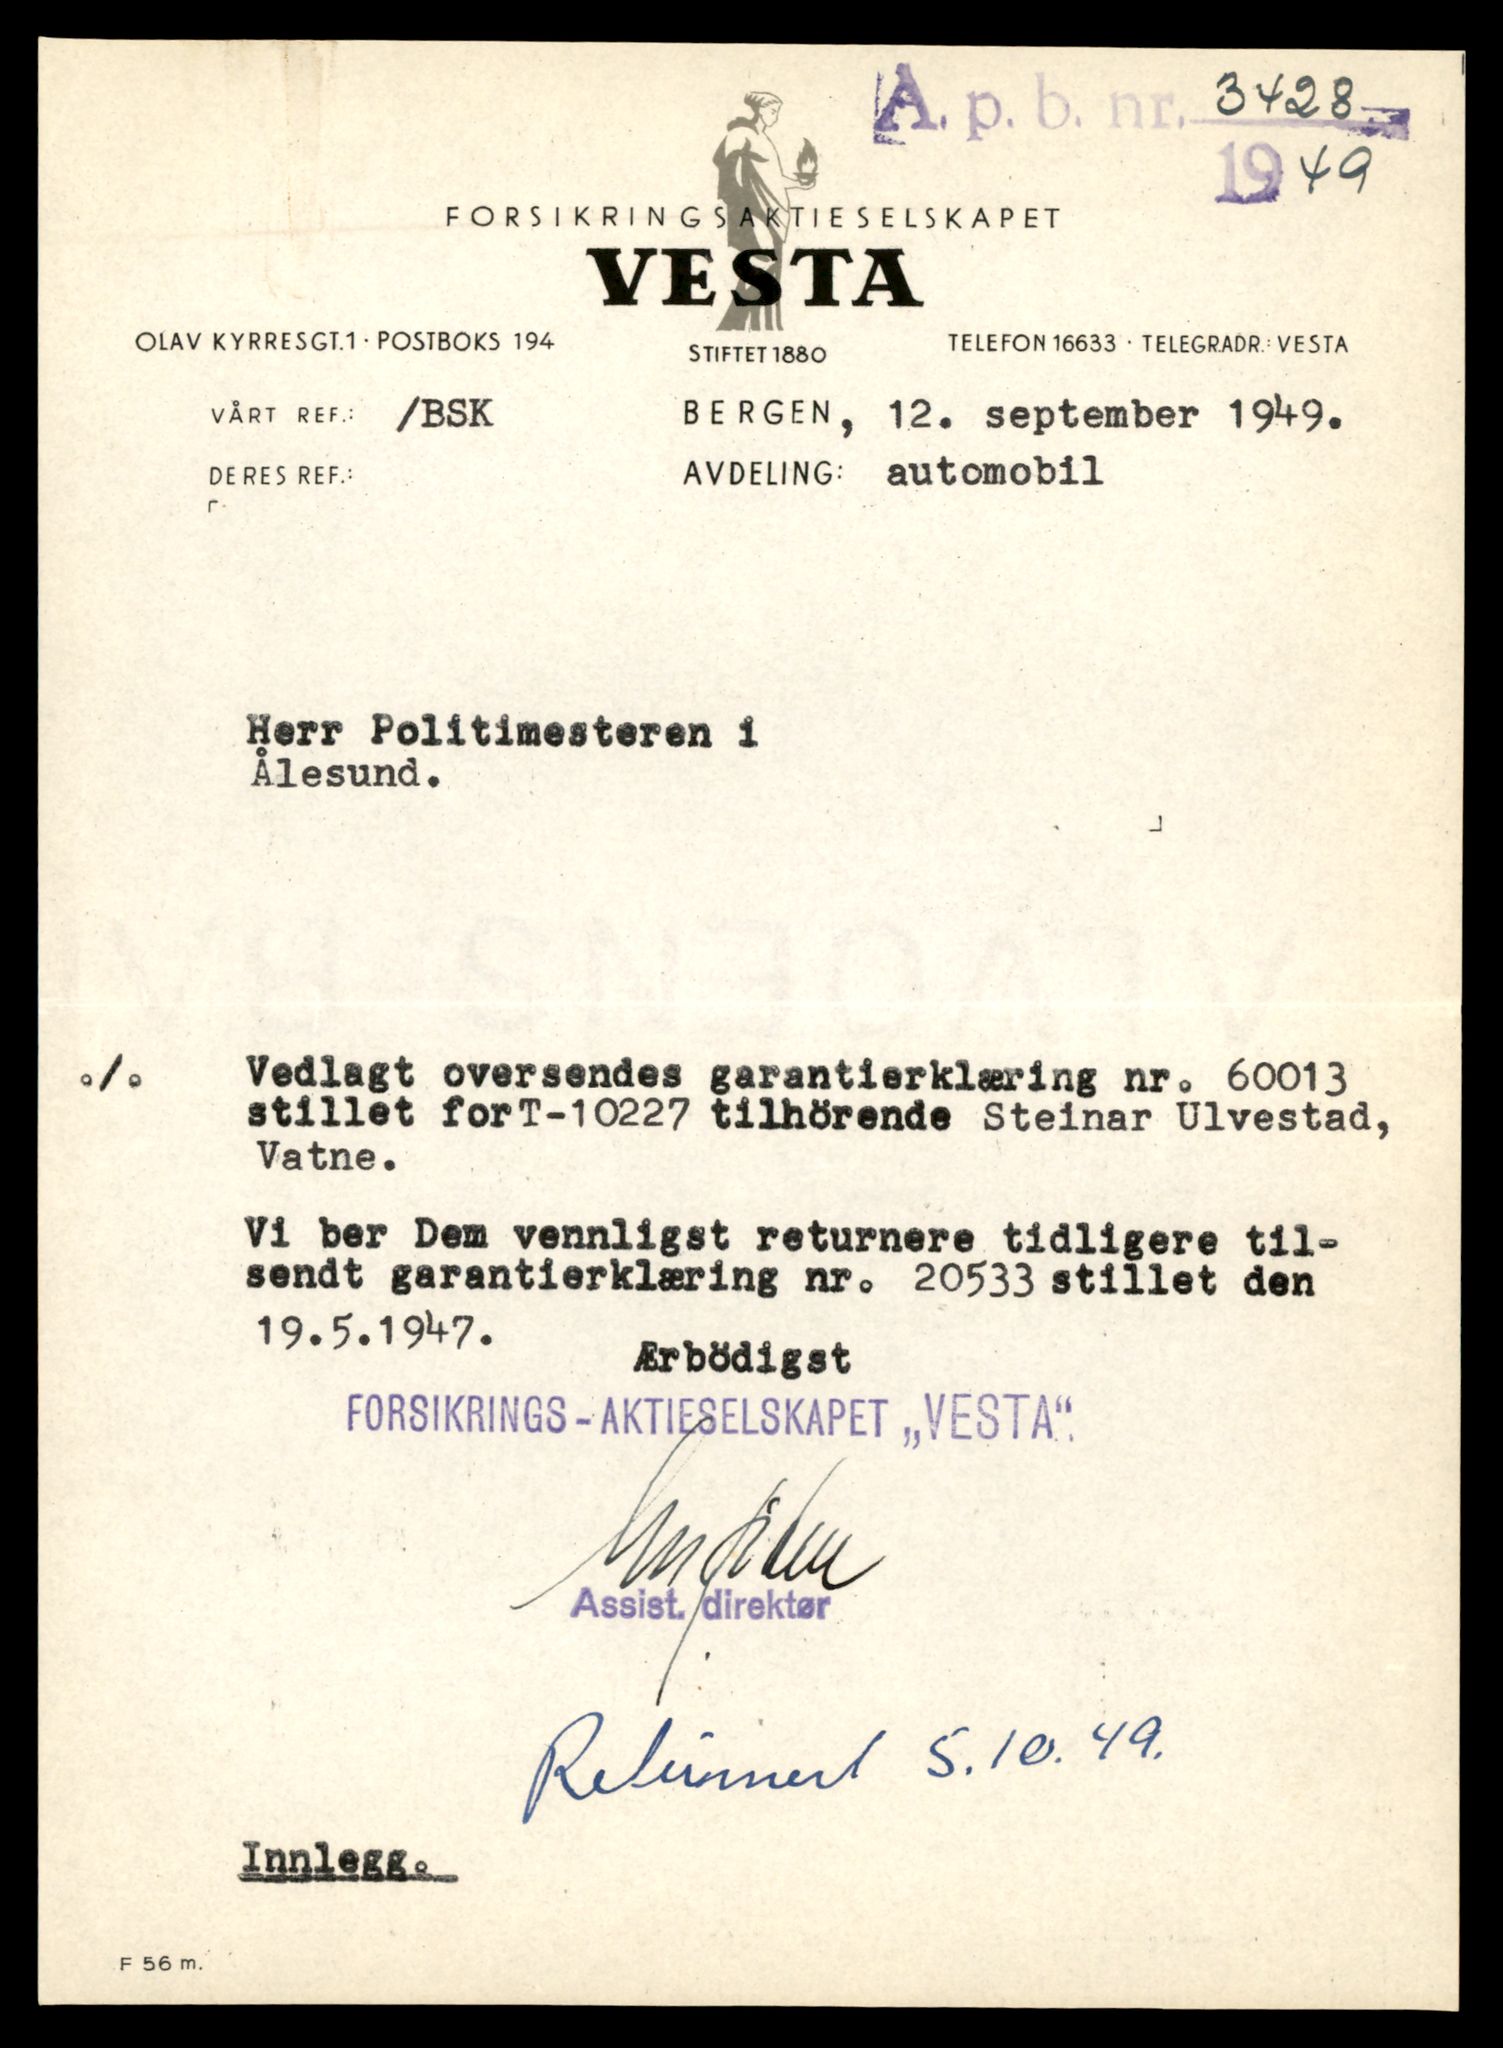 A. p. b. nr. 3428
1949
FORSIKRINGSAKTIESELSKAPET
VESTA
OLAV KYRRESGT.1 · POSTBOKS 194
STIFTET 1880
TELEFON 16633 · TELEGR.ADR.: VESTA
VÅRT REF.: /BSK
BERGEN, 12. september 1949.
DERES REF.:
AVDELING: automobil
Herr Politimesteren i
Ålesund.
./. Vedlagt oversendes garantierklæring nr. 60013
stillet for T-10227 tilhörende Steinar Ulvestad,
Vatne.
Vi ber Dem vennligst returnere tidligere til-
sendt garantierklæring nr. 20533 stillet den
19.5.1947.
Ærbödigst
FORSIKRINGS-AKTIESELSKAPET „VESTA“.
Assist. direktør
Returnert 5.10.49.
Innlegg.
F 56 m.